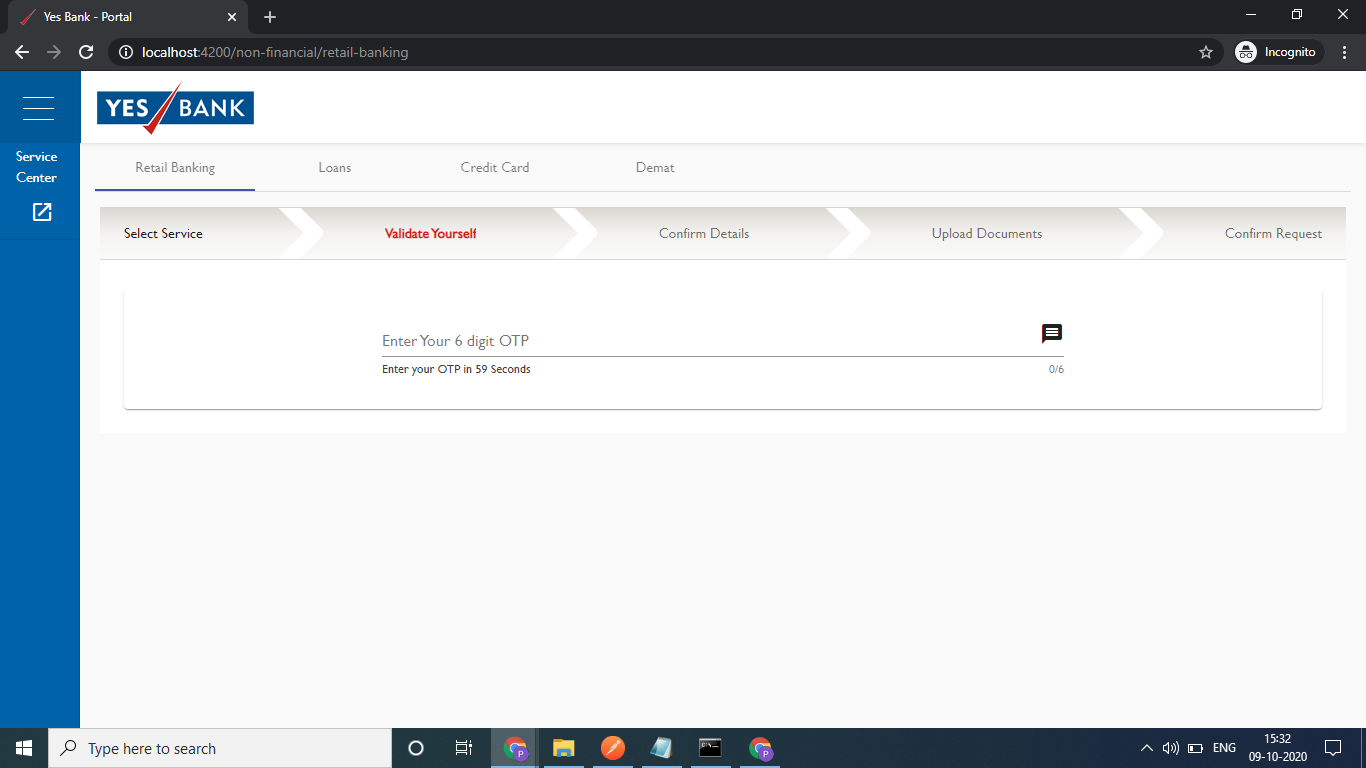 Yes Bank - Portal
localhost:4200/non-financial/retail-banking
Incognito
YES BANK
Service
Center
Retail Banking
Loans
Credit Card
Demat
Select Service
Validate Yourself
Confirm Details
Upload Documents
Confirm Request
Enter Your 6 digit OTP
Enter your OTP in 59 Seconds
0/6
Type here to search
P
C:\.
P
ENG
15:32
09-10-2020